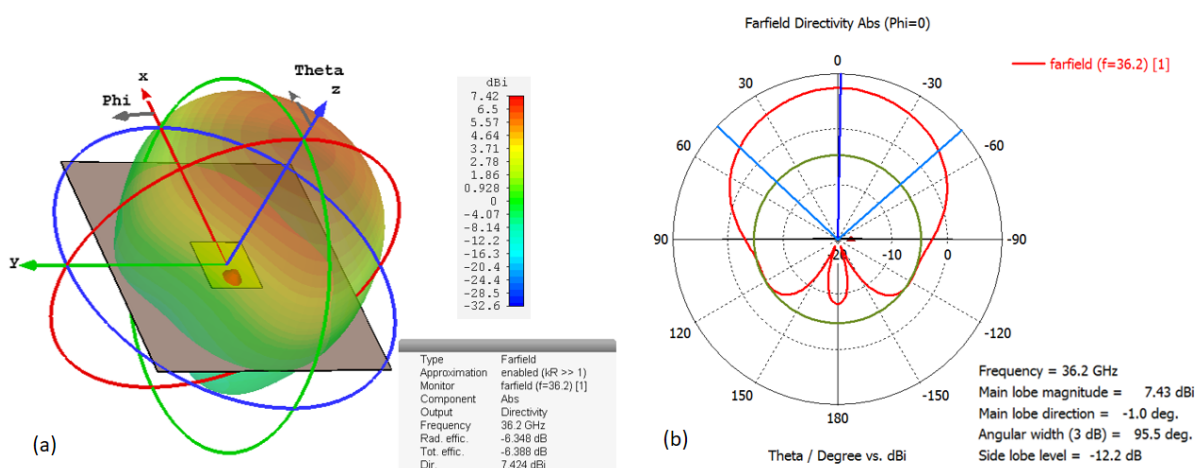 x
Phi
Theta
z
Y
dBi
7.42
6.5
5.57
4.64
3.71
2.78
1.86
0.928
0
-4.07
-8.14
-12.2
-16.3
-20.4
-24.4
-28.5
-32.6
Type Farfield
Approximation enabled (kR >> 1)
Monitor farfield (f=36.2) [1]
Component Abs
Output Directivity
Frequency 36.2 GHz
Rad. effic. -6.348 dB
Tot. effic. -6.388 dB
Dir. 7.424 dBi
(a)
Farfield Directivity Abs (Phi=0)
farfield (f=36.2) [1]
0
30 -30
60 -60
90 -20 -10 0 -90
120 -120
150 -150
180
Frequency = 36.2 GHz
Main lobe magnitude = 7.43 dBi
Main lobe direction = -1.0 deg.
Angular width (3 dB) = 95.5 deg.
Side lobe level = -12.2 dB
(b)
Theta / Degree vs. dBi